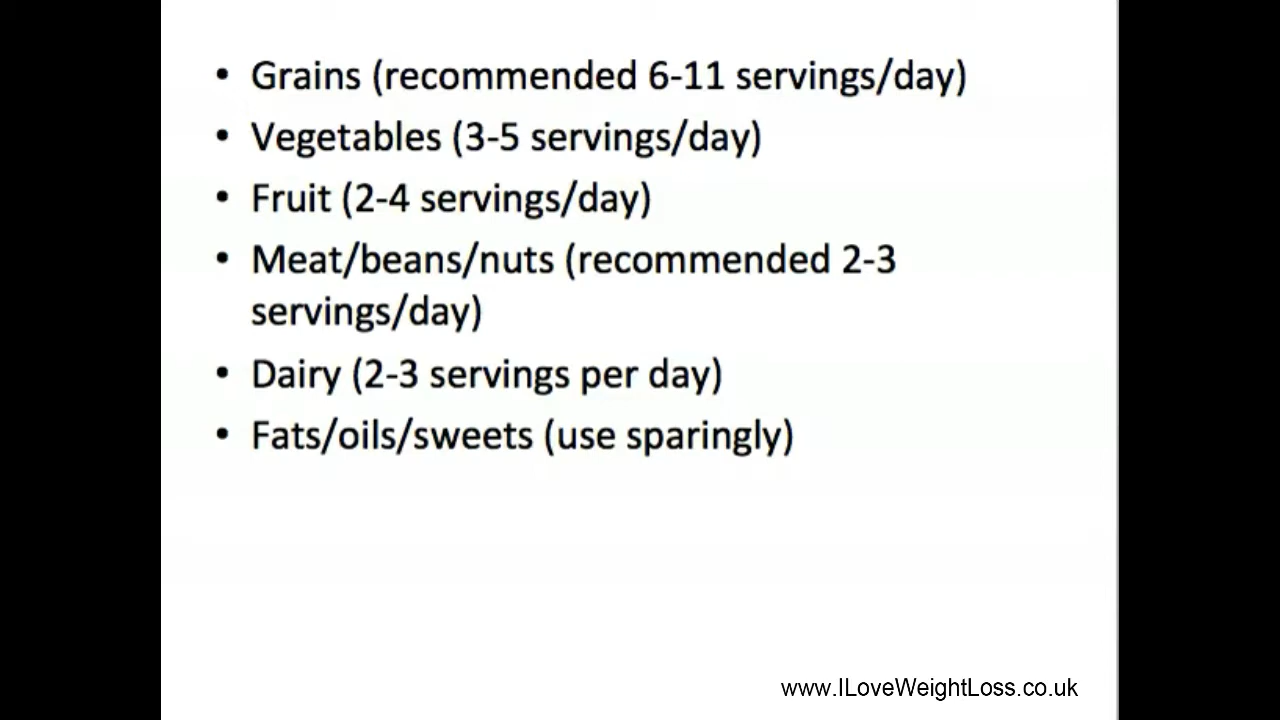 • Grains (recommended 6-11 servings/day)
• Vegetables (3-5 servings/day)
• Fruit (2-4 servings/day)
• Meat/beans/nuts (recommended 2-3
servings/day)
• Dairy (2-3 servings per day)
• Fats/oils/sweets (use sparingly)
www.ILoveWeightLoss.co.uk